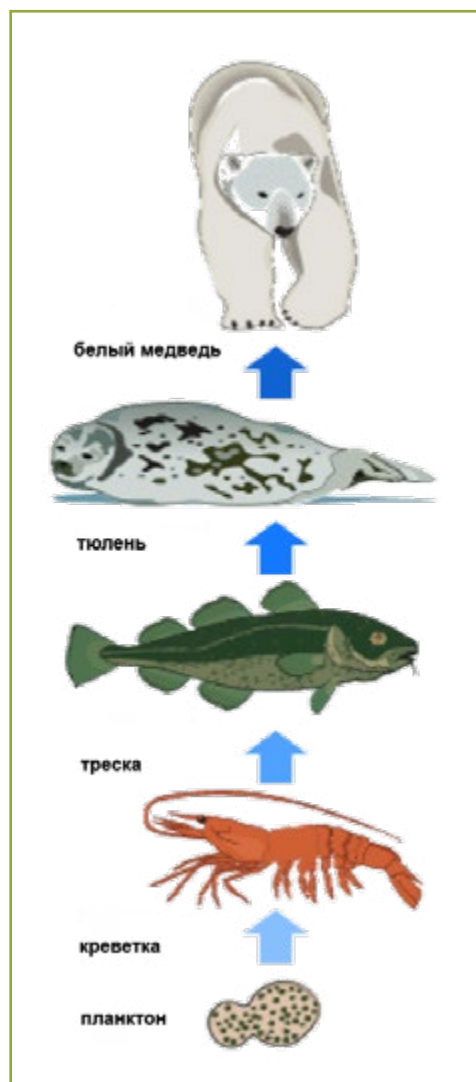 белый медведь
тюлень
треска
креветка
планктон